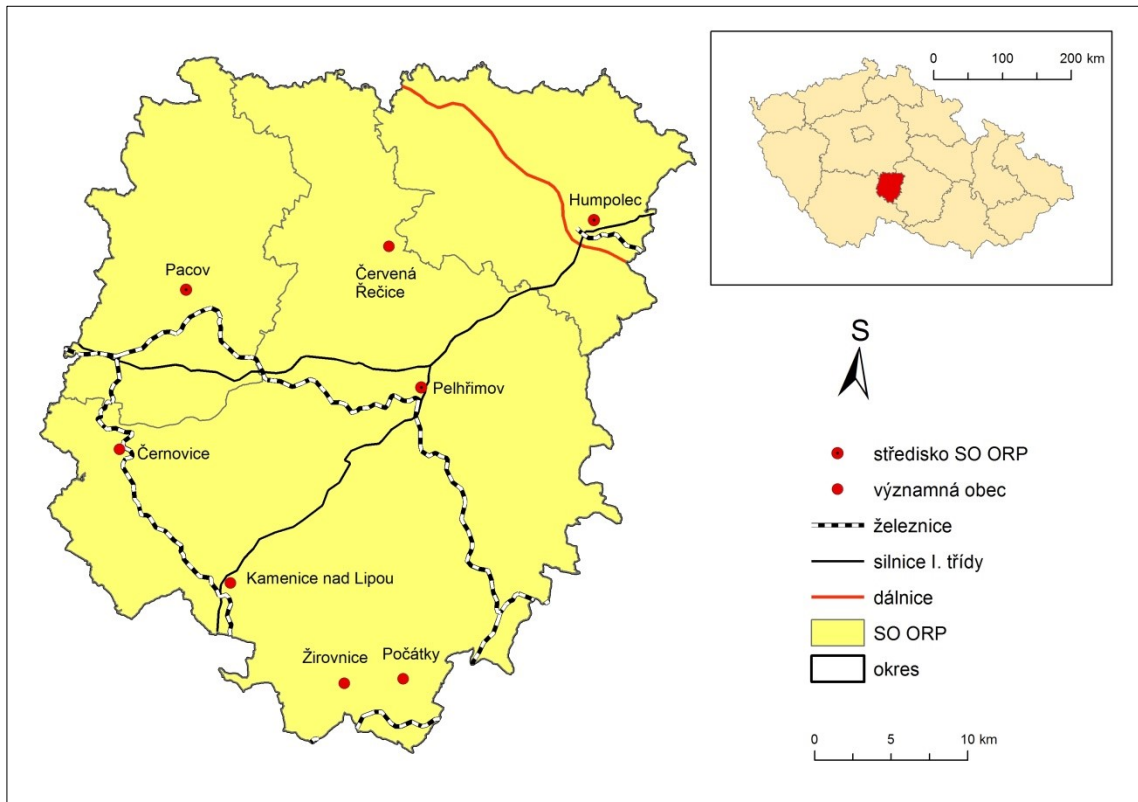 0 100 200 km
Humpolec
Červená
Řečice
Pacov
Pelhřimov
Černovice
Kamenice nad Lipou
Žirovnice
Počátky
S
středisko SO ORP
významná obec
železnice
silnice I. třídy
dálnice
SO ORP
okres
0 5 10 km